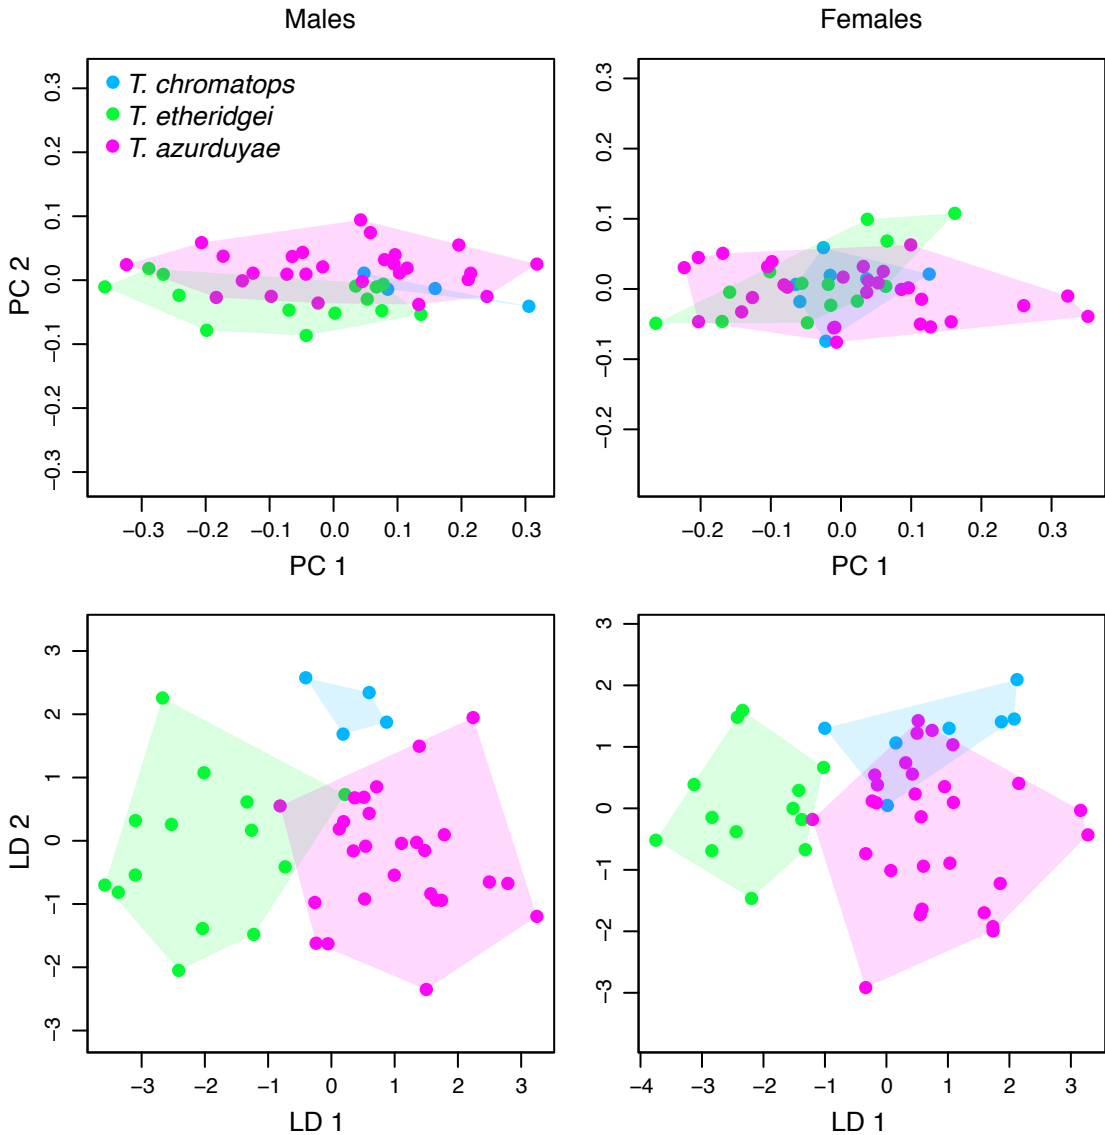 Males
Females
T. chromatops
T. etheridgei
T. azurduyae
PC 2
0.3
0.2
0.1
0.0
−0.1
−0.2
−0.3
−0.3 −0.2 −0.1 0.0 0.1 0.2 0.3
PC 1
0.3
0.2
0.1
0.0
−0.1
−0.2
−0.2 −0.1 0.0 0.1 0.2 0.3
PC 1
LD 2
3
2
1
0
−1
−2
−3
−3 −2 −1 0 1 2 3
LD 1
3
2
1
0
−1
−2
−3
−4 −3 −2 −1 0 1 2 3
LD 1